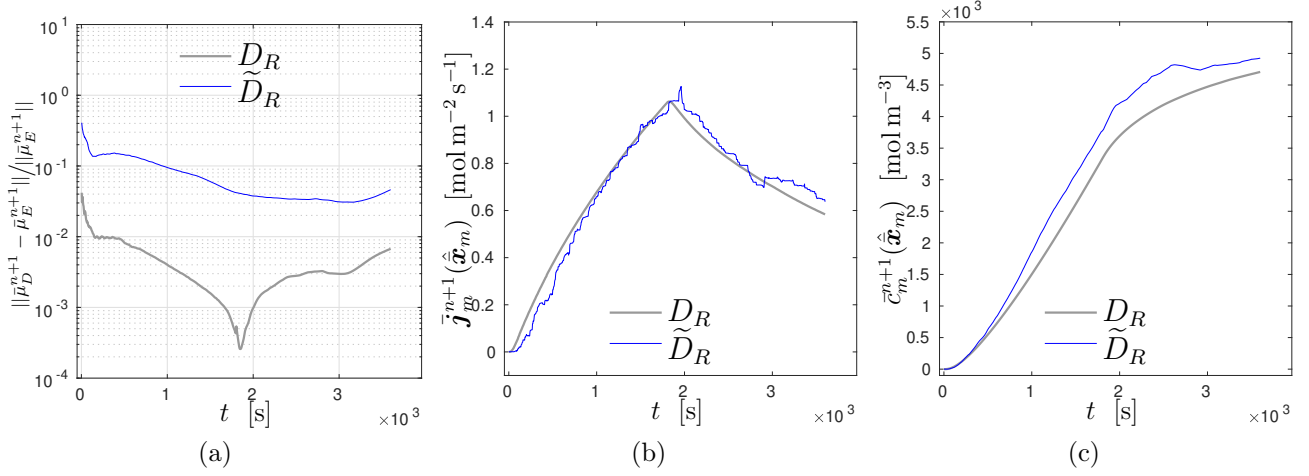 10^1
10^0
10^-1
10^-2
10^-3
10^-4
||μ̄_D^{n+1} − μ̄_E^{n+1}||/||μ̄_E^{n+1}||
D_R
D̃_R
0 1 2 3
t [s] ×10^3
(a)
1.4
1.2
1
0.8
0.6
0.4
0.2
0
j̄_m^{n+1}(x̄̂_m) [mol m^−2 s^−1]
D_R
D̃_R
0 1 2 3
t [s] ×10^3
(b)
×10^3
5.5
5
4.5
4
3.5
3
2.5
2
1.5
1
0.5
0
c̄_m^{n+1}(x̄̂_m) [mol m^−3]
D_R
D̃_R
0 1 2 3
t [s] ×10^3
(c)